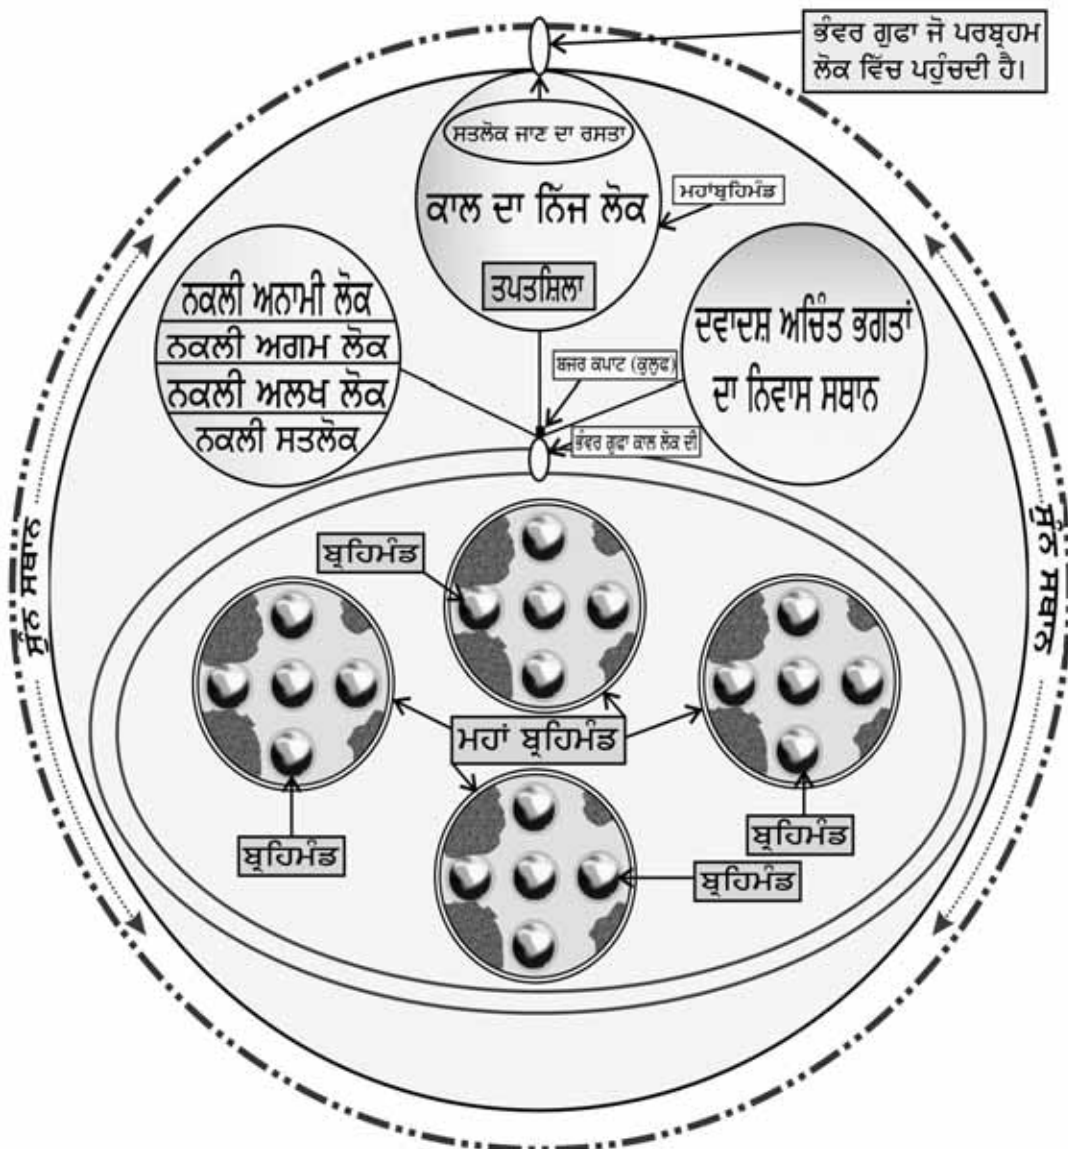 ਭੰਵਰ ਗੁਫਾ ਜੋ ਪਰਬ੍ਰਹਮ
ਲੋਕ ਵਿੱਚ ਪਹੁੰਚਦੀ ਹੈ।
ਸਤਲੋਕ ਜਾਣ ਦਾ ਰਸਤਾ
ਕਾਲ ਦਾ ਨਿੱਜ ਲੋਕ
ਮਹਾਂਬ੍ਰਹਿਮੰਡ
ਤਪਤਸ਼ਿਲਾ
ਨਕਲੀ ਅਨਾਮੀ ਲੋਕ
ਨਕਲੀ ਅਗਮ ਲੋਕ
ਨਕਲੀ ਅਲਖ ਲੋਕ
ਨਕਲੀ ਸਤਲੋਕ
ਦਵਾਦਸ਼ ਅਚਿੰਤ ਭਗਤਾਂ
ਦਾ ਨਿਵਾਸ ਸਥਾਨ
ਬਜਰ ਕਪਾਟ (ਕੁਲੁਫ)
ਭੰਵਰ ਗੁਫਾ ਕਾਲ ਲੋਕ ਦੀ
ਸੁੰਨ ਸਥਾਨ
ਸੁੰਨ ਸਥਾਨ
ਬ੍ਰਹਿਮੰਡ
ਮਹਾਂ ਬ੍ਰਹਿਮੰਡ
ਬ੍ਰਹਿਮੰਡ
ਬ੍ਰਹਿਮੰਡ
ਬ੍ਰਹਿਮੰਡ